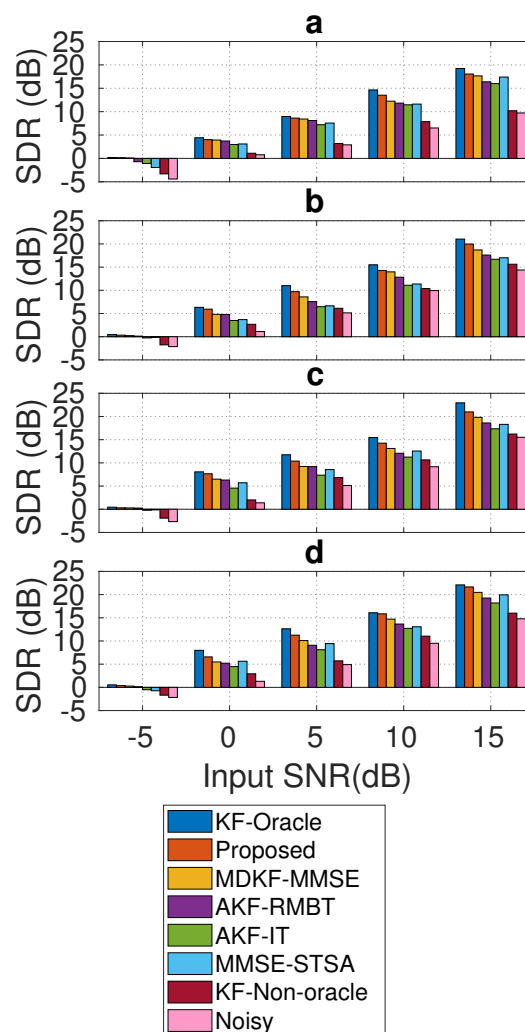 a
25
20
15
10
5
0
-5
SDR (dB)
b
25
20
15
10
5
0
-5
SDR (dB)
c
25
20
15
10
5
0
-5
SDR (dB)
d
25
20
15
10
5
0
-5
SDR (dB)
-5 0 5 10 15
Input SNR(dB)
KF-Oracle
Proposed
MDKF-MMSE
AKF-RMBT
AKF-IT
MMSE-STSA
KF-Non-oracle
Noisy